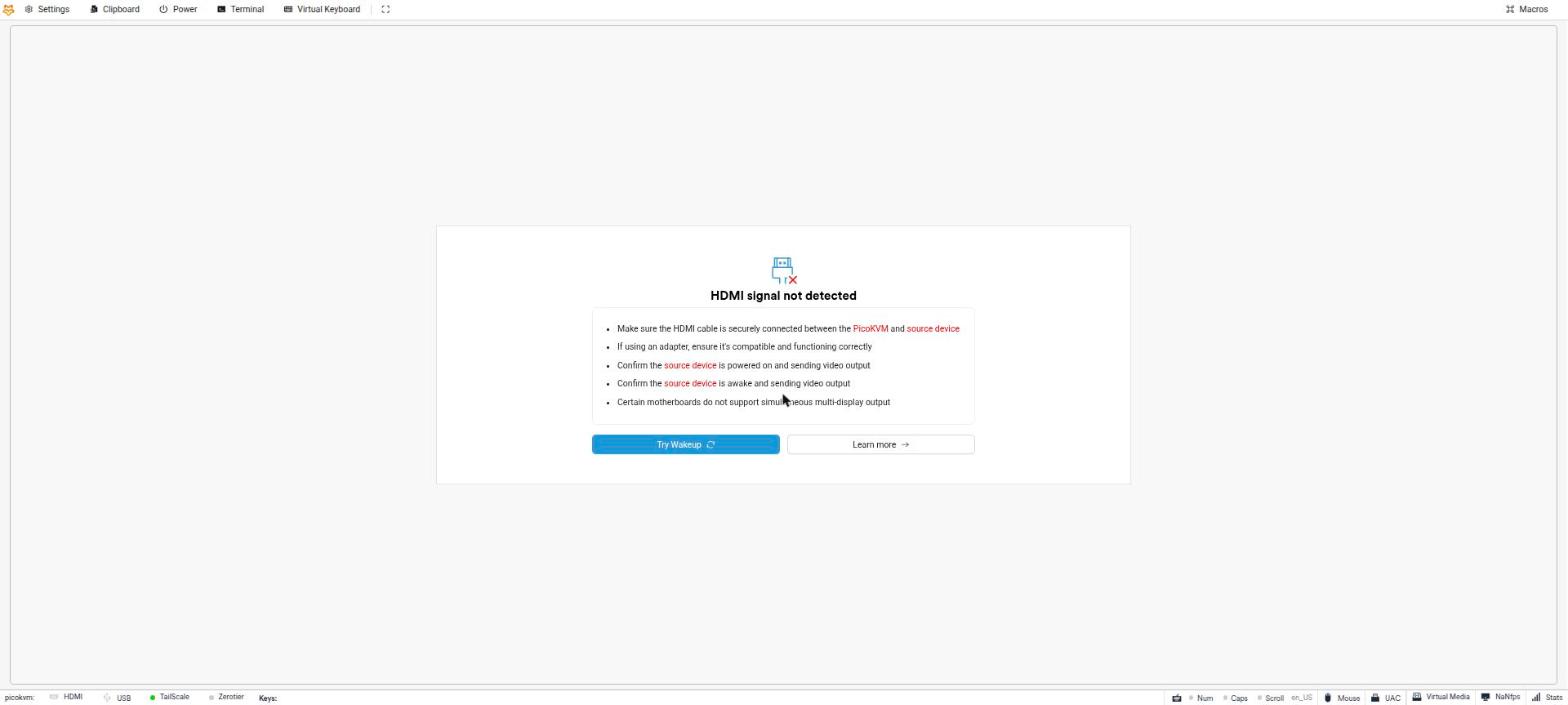 Settings Clipboard Power Terminal Virtual Keyboard Macros
HDMI signal not detected
• Make sure the HDMI cable is securely connected between the PicoKVM and source device
• If using an adapter, ensure it's compatible and functioning correctly
• Confirm the source device is powered on and sending video output
• Confirm the source device is awake and sending video output
• Certain motherboards do not support simultaneous multi-display output
Try Wakeup Learn more →
picokvm: HDMI USB TailScale Zerotier Keys: Num Caps Scroll en_US Mouse UAC Virtual Media NaNfps Stats